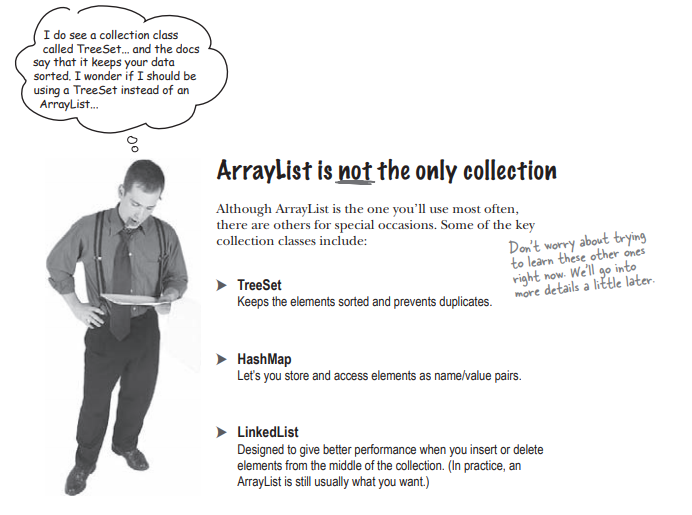 I do see a collection class
called TreeSet... and the docs
say that it keeps your data
sorted. I wonder if I should be
using a TreeSet instead of an
ArrayList...
ArrayList is not the only collection
Although ArrayList is the one you'll use most often,
there are others for special occasions. Some of the key
collection classes include:
Don't worry about trying
to learn these other ones
right now. We'll go into
more details a little later.
TreeSet
Keeps the elements sorted and prevents duplicates.
HashMap
Let's you store and access elements as name/value pairs.
LinkedList
Designed to give better performance when you insert or delete
elements from the middle of the collection. (In practice, an
ArrayList is still usually what you want.)